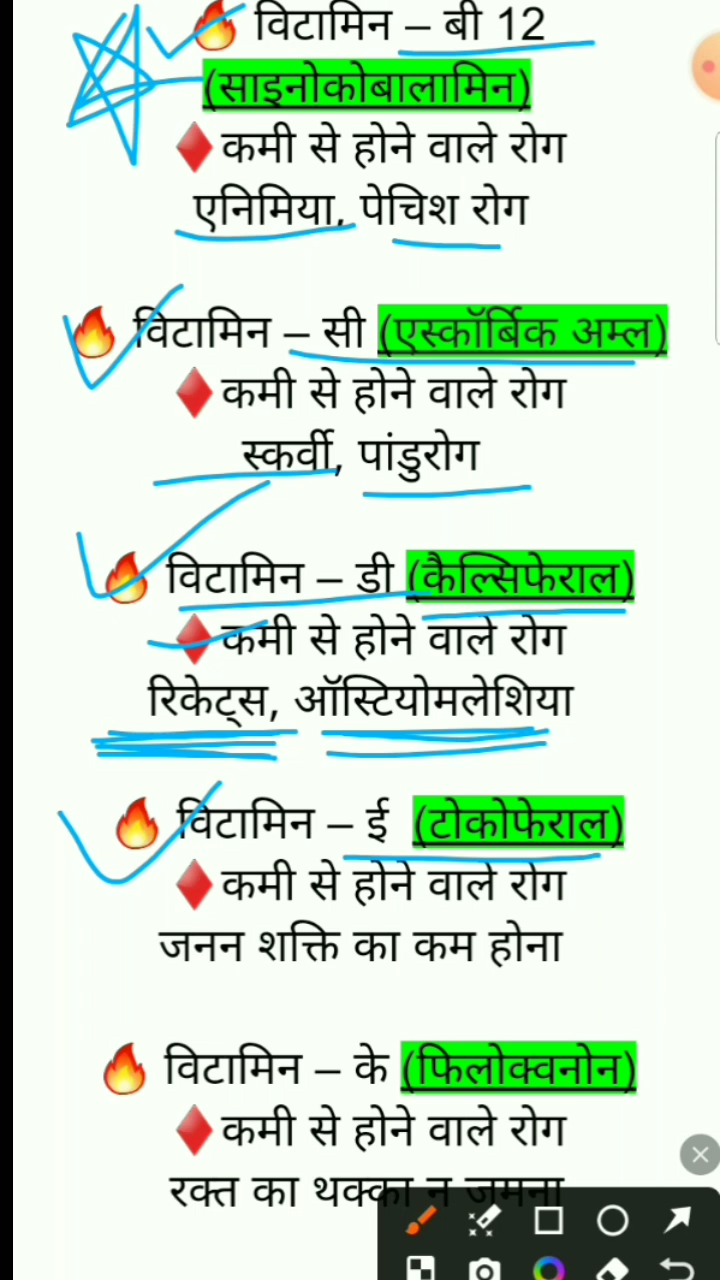 विटामिन – बी 12
(साइनोकोबालामिन)
कमी से होने वाले रोग
एनिमिया, पेचिश रोग
विटामिन – सी (एस्कॉर्बिक अम्ल)
कमी से होने वाले रोग
स्कर्वी, पांडुरोग
विटामिन – डी (कैल्सिफेराल)
कमी से होने वाले रोग
रिकेट्स, ऑस्टियोमलेशिया
विटामिन – ई (टोकोफेराल)
कमी से होने वाले रोग
जनन शक्ति का कम होना
विटामिन – के (फिलोक्वनोन)
कमी से होने वाले रोग
रक्त का थक्का न जमना